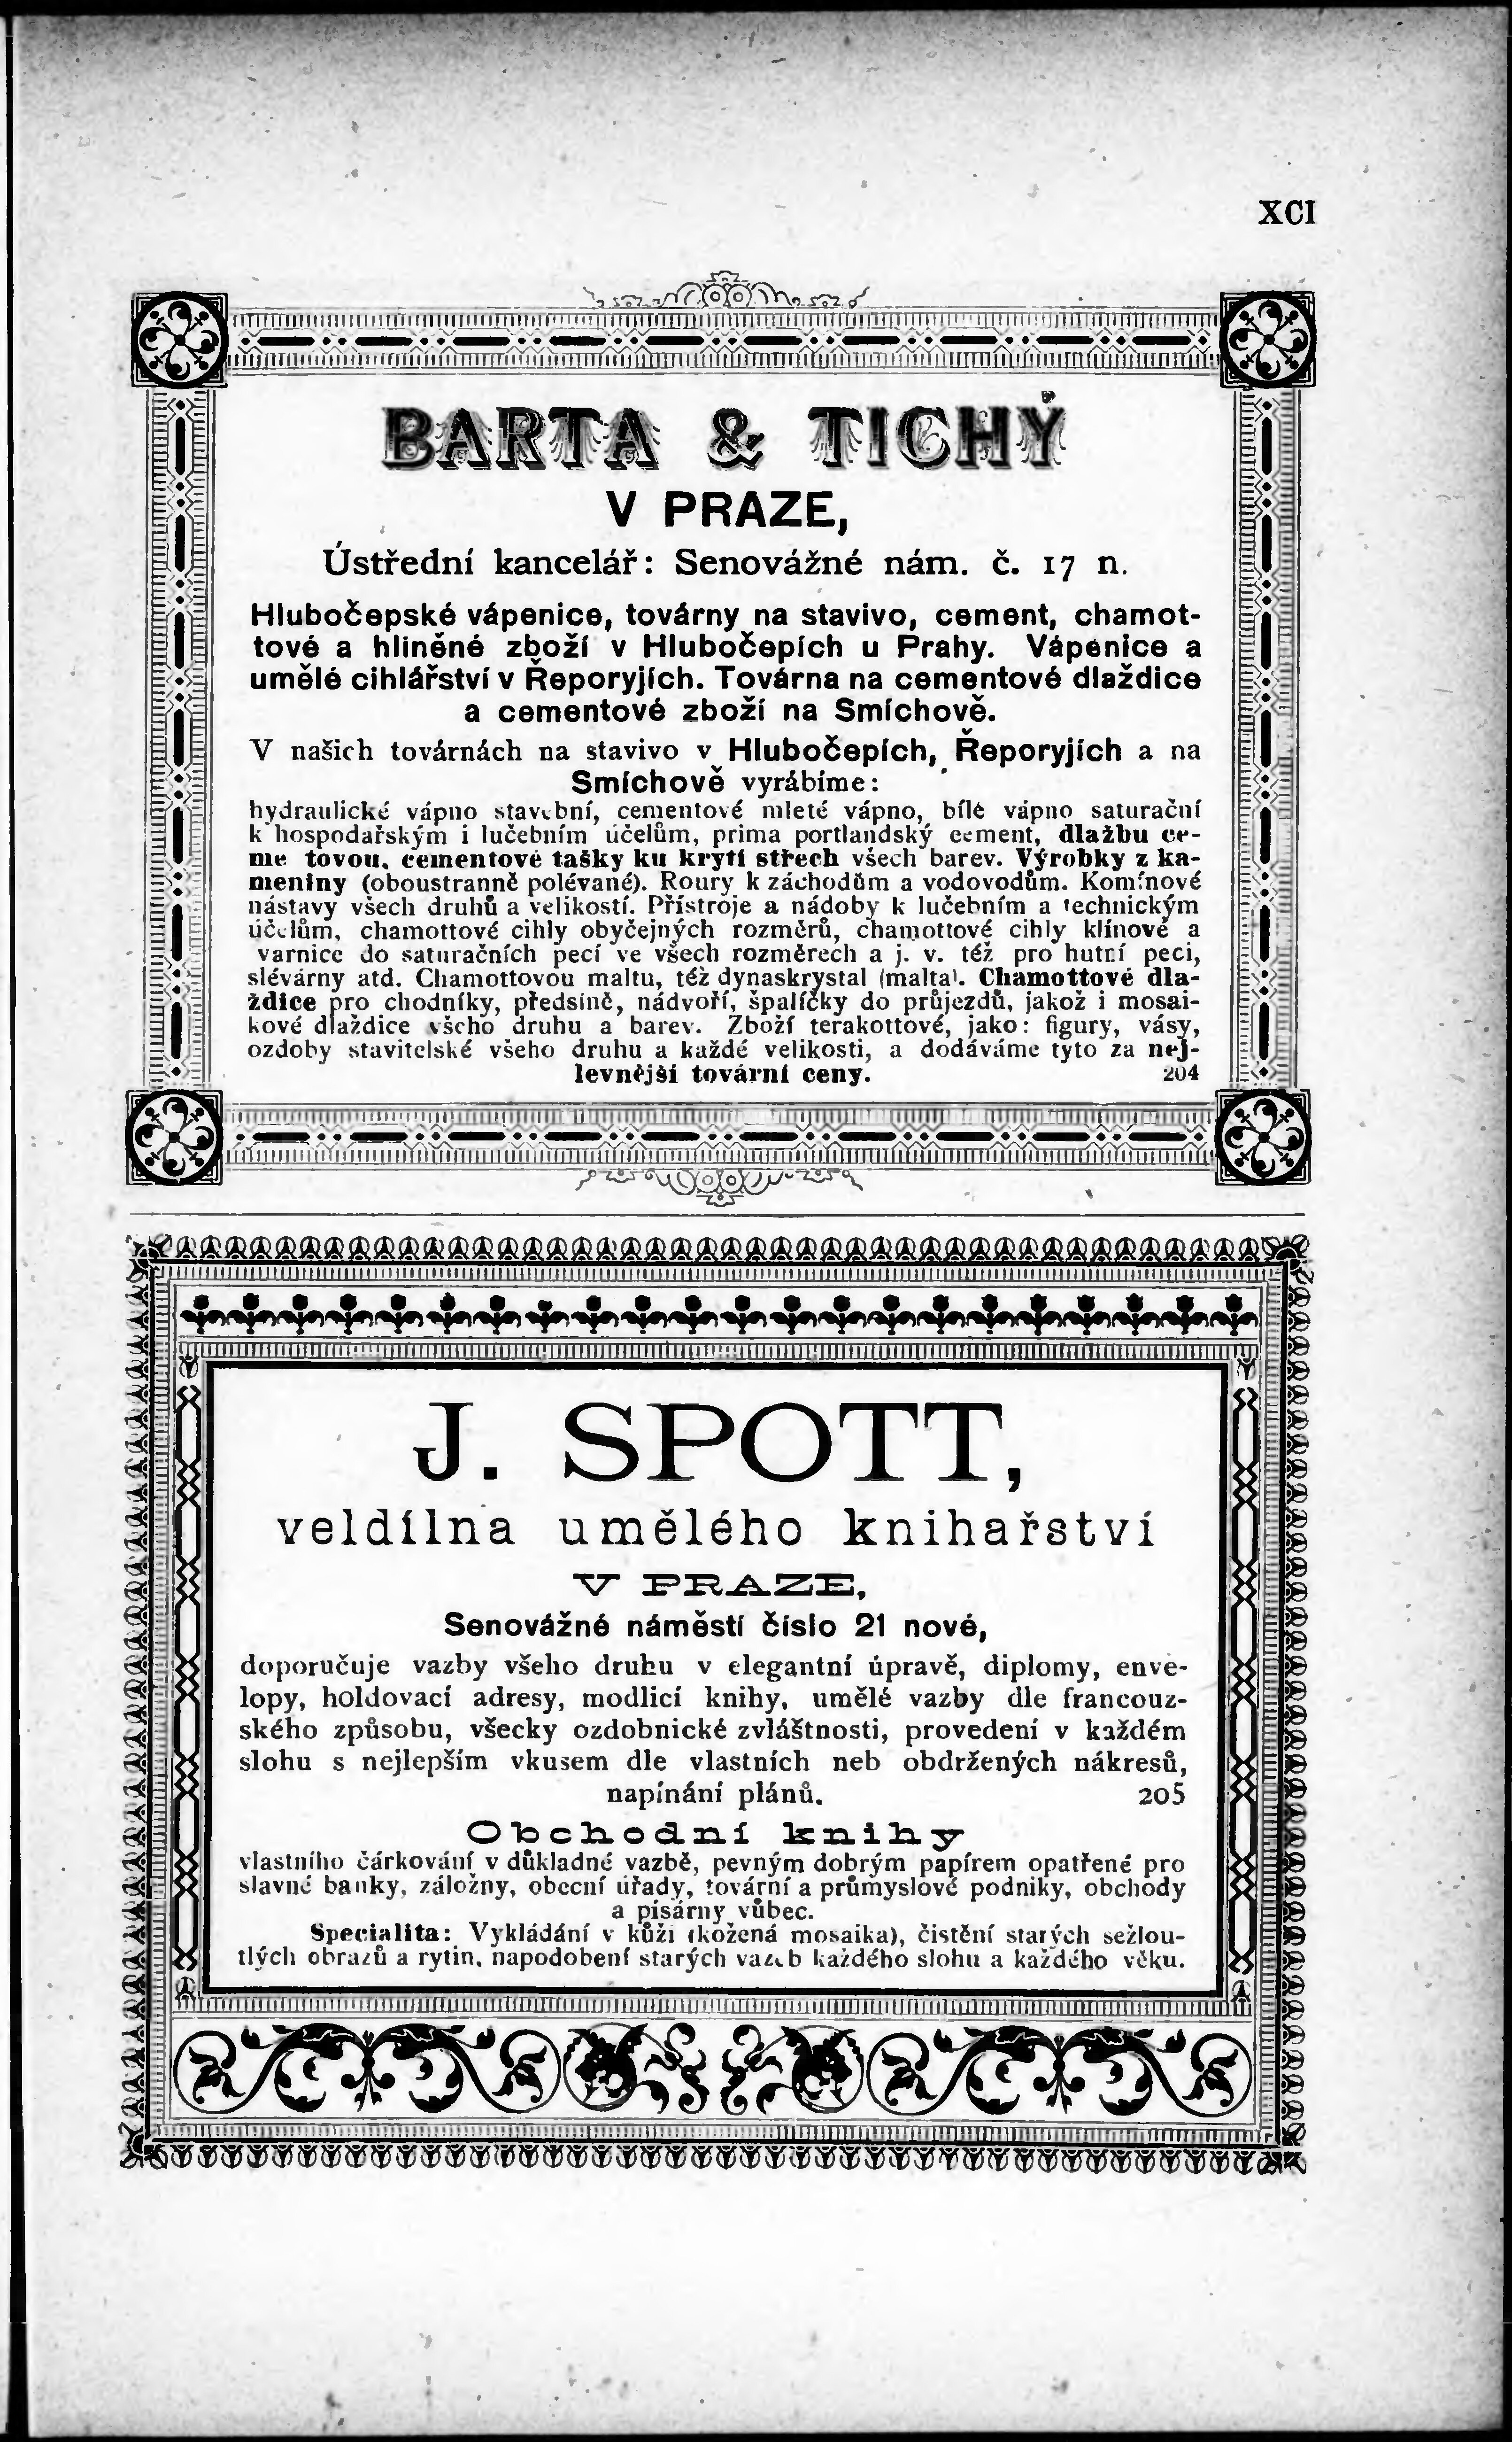 XCI
BARTA & TICHÝ
V PRAZE,
Ústřední kancelář: Senovážné nám. č. 17 n.
Hlubočepské vápenice, továrny na stavivo, cement, chamot-
tové a hliněné zboží v Hlubočepích u Prahy. Vápenice a
umělé cihlářství v Řeporyjích. Továrna na cementové dlaždice
a cementové zboží na Smíchově.
V našich továrnách na stavivo v Hlubočepích, Řeporyjích a na
Smíchově vyrábíme:
hydraulické vápno stavební, cementové mleté vápno, bílé vápno saturační
k hospodářským i lučebním účelům, prima portlandský cement, dlažbu ce-
mentovou, cementové tašky ku krytí střech všech barev. Výrobky z ka-
meniny (oboustranně polévané). Roury k záchodům a vodovodům. Komínové
nástavy všech druhů a velikostí. Přístroje a nádoby k lučebním a technickým
účelům, chamottové cihly obyčejných rozměrů, chamottové cihly klínové a
varnice do saturačních pecí ve všech rozměrech a j. v. též pro hutní peci,
slévárny atd. Chamottovou maltu, též dynaskrystal (malta). Chamottové dla-
ždice pro chodníky, předsíně, nádvoří, špalíčky do průjezdů, jakož i mosai-
kové dlaždice všeho druhu a barev. Zboží terakottové, jako: figury, vásy,
ozdoby stavitelské všeho druhu a každé velikosti, a dodáváme tyto za nej-
levnější tovární ceny. 204
J. SPOTT,
veldílna umělého knihařství
V PRAZE,
Senovážné náměstí číslo 21 nové,
doporučuje vazby všeho druhu v elegantní úpravě, diplomy, enve-
lopy, holdovací adresy, modlicí knihy, umělé vazby dle francouz-
ského způsobu, všecky ozdobnické zvláštnosti, provedení v každém
slohu s nejlepším vkusem dle vlastních neb obdržených nákresů,
napínání plánů. 205
Obchodní knihy
vlastního čárkování v důkladné vazbě, pevným dobrým papírem opatřené pro
slavné banky, záložny, obecní úřady, tovární a průmyslové podniky, obchody
a písárny vůbec.
Specialita: Vykládání v kůži (kožená mosaika), čistění starých sežlou-
tlých obrazů a rytin, napodobení starých vazeb každého slohu a každého věku.